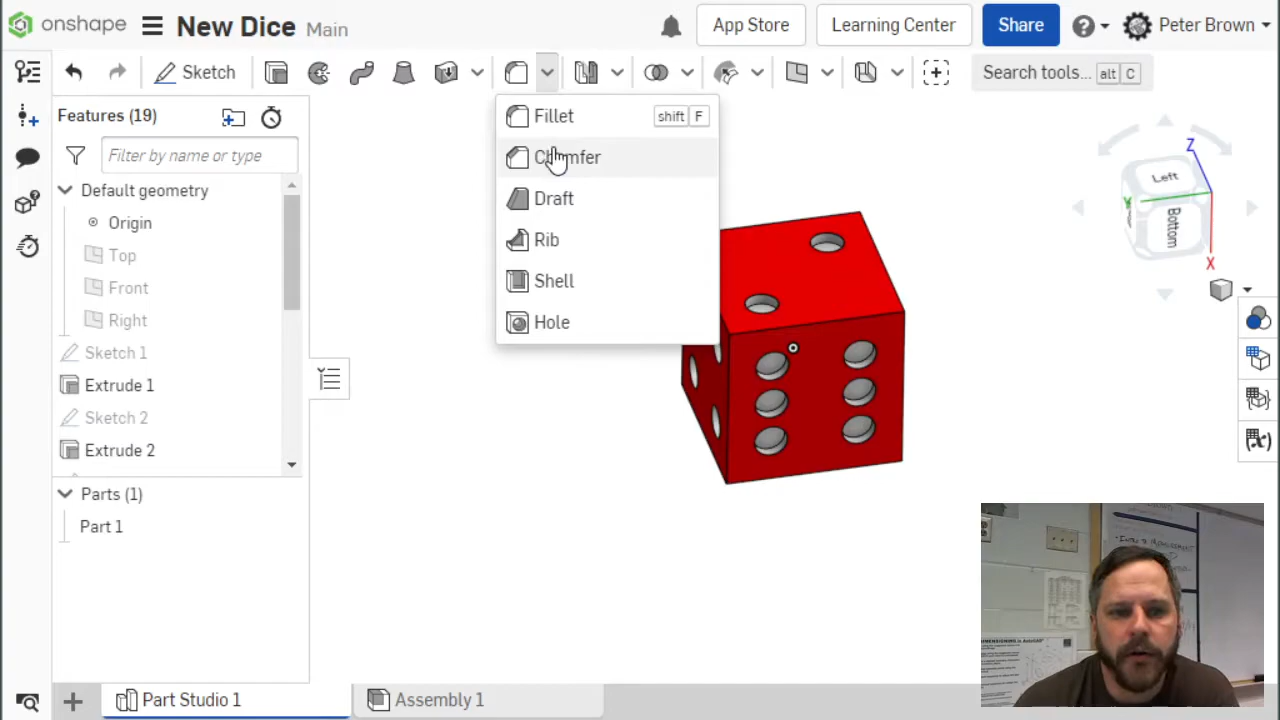 onshape New Dice Main App Store Learning Center Share Peter Brown
Sketch Search tools... alt C
Features (19)
Filter by name or type
Default geometry
Origin
Top
Front
Right
Sketch 1
Extrude 1
Sketch 2
Extrude 2
Parts (1)
Part 1
Fillet shift F
Chamfer
Draft
Rib
Shell
Hole
Left
Bottom
Z
Y
X
Part Studio 1 Assembly 1